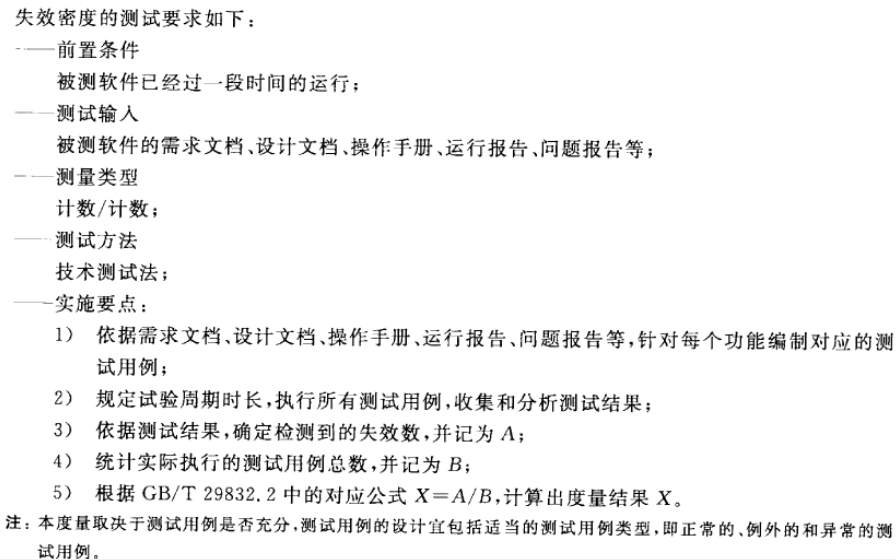 失效密度的测试要求如下：
——前置条件
被测软件已经过一段时间的运行；
——测试输入
被测软件的需求文档、设计文档、操作手册、运行报告、问题报告等；
——测量类型
计数/计数；
——测试方法
技术测试法；
——实施要点：
1） 依据需求文档、设计文档、操作手册、运行报告、问题报告等，针对每个功能编制对应的测
试用例；
2） 规定试验周期时长，执行所有测试用例，收集和分析测试结果；
3） 依据测试结果，确定检测到的失效数，并记为 A；
4） 统计实际执行的测试用例总数，并记为 B；
5） 根据 GB/T 29832.2 中的对应公式 X=A/B，计算出度量结果 X。
注：本度量取决于测试用例是否充分，测试用例的设计宜包括适当的测试用例类型，即正常的、例外的和异常的测
试用例。